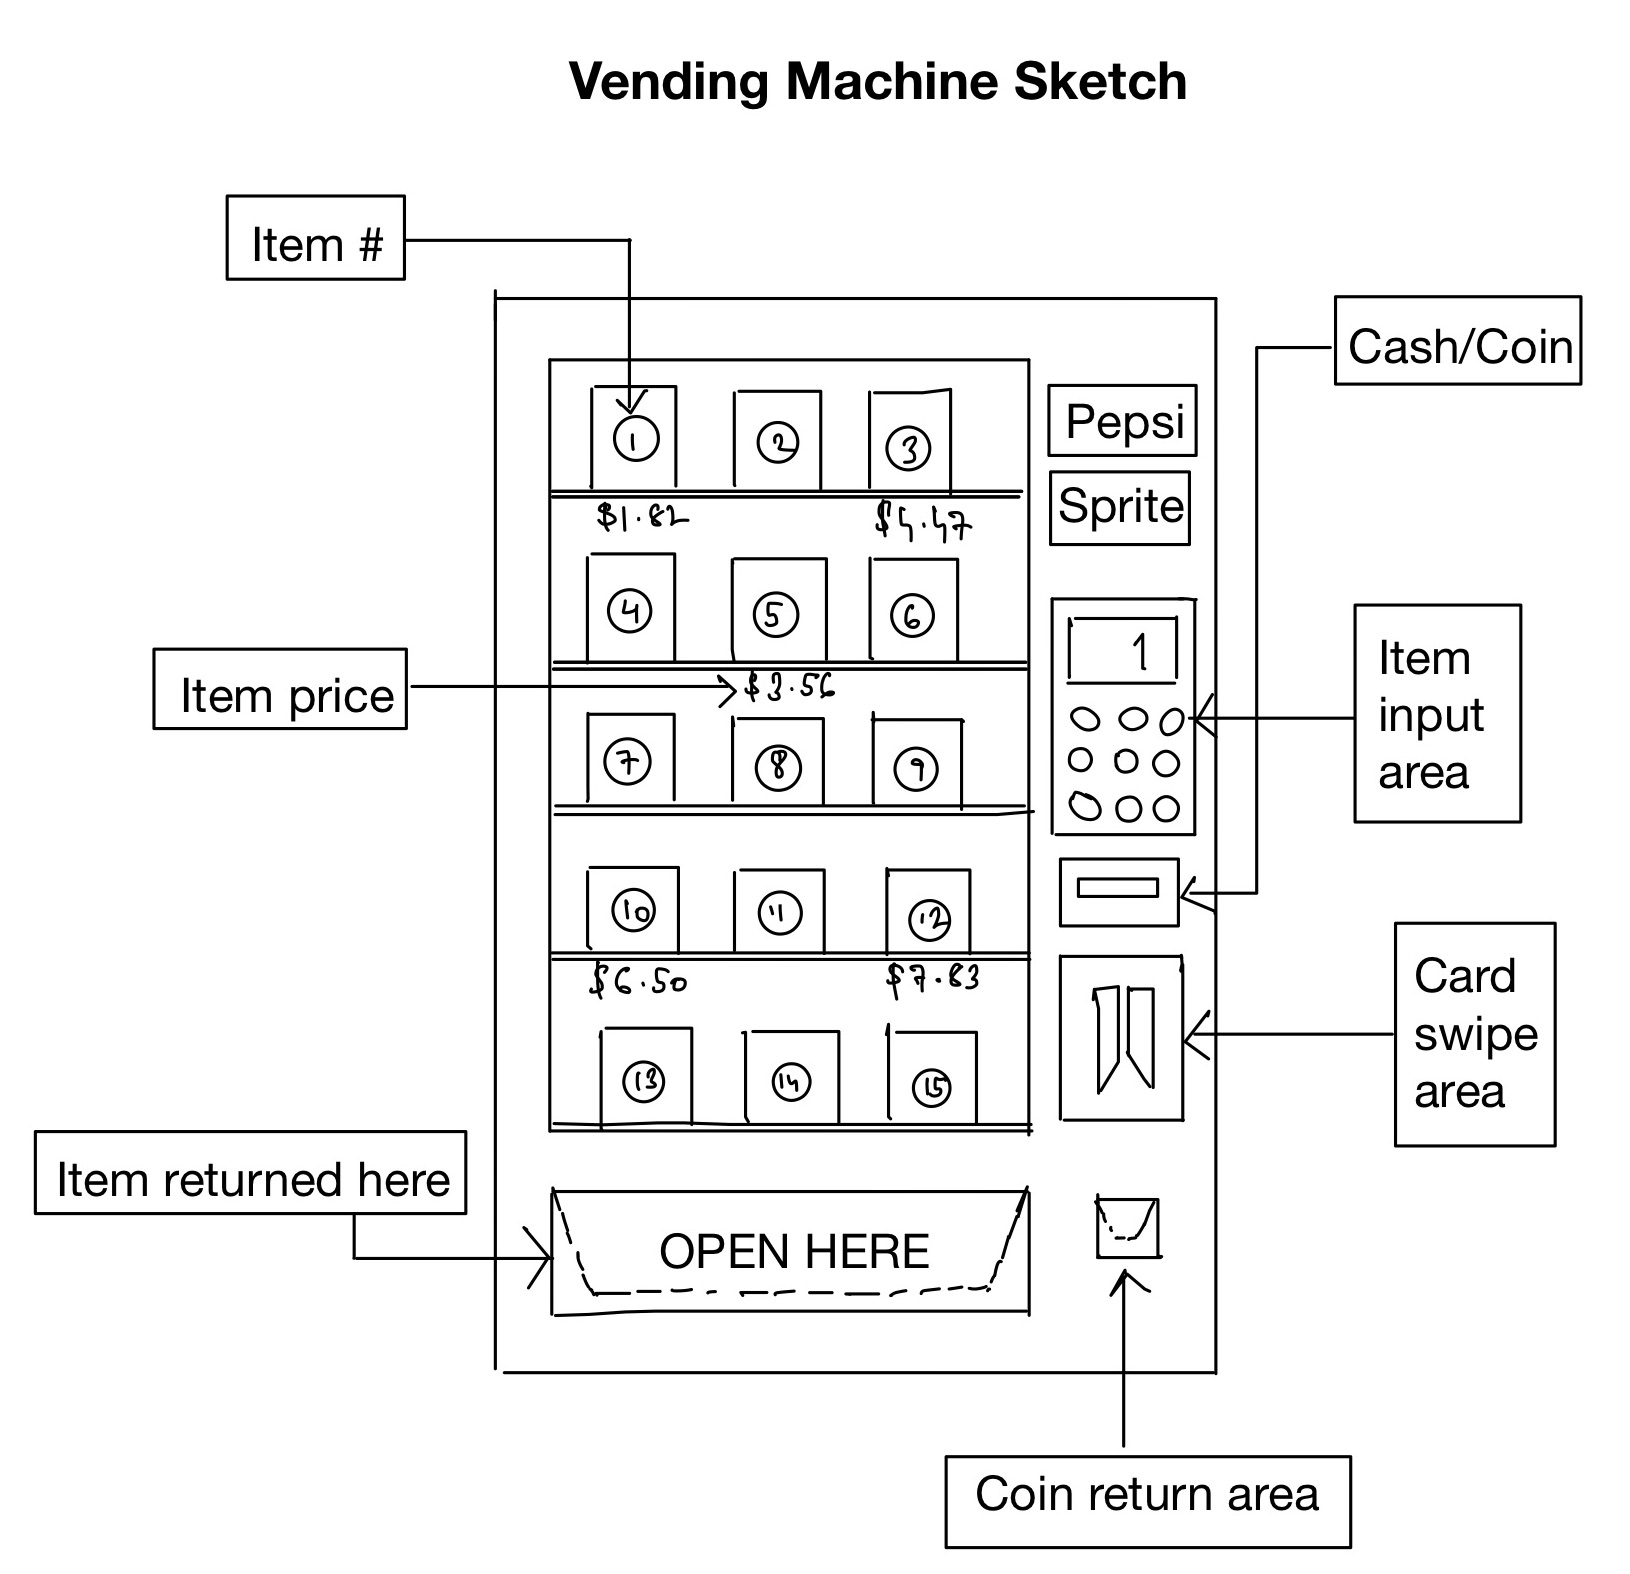 Vending Machine Sketch
Item #
Cash/Coin
1 2 3
Pepsi
$1.82 $4.47
Sprite
4 5 6
1
Item
input
area
Item price
$3.56
7 8 9
10 11 12
$6.50 $7.83
Card
swipe
area
13 14 15
Item returned here
OPEN HERE
Coin return area